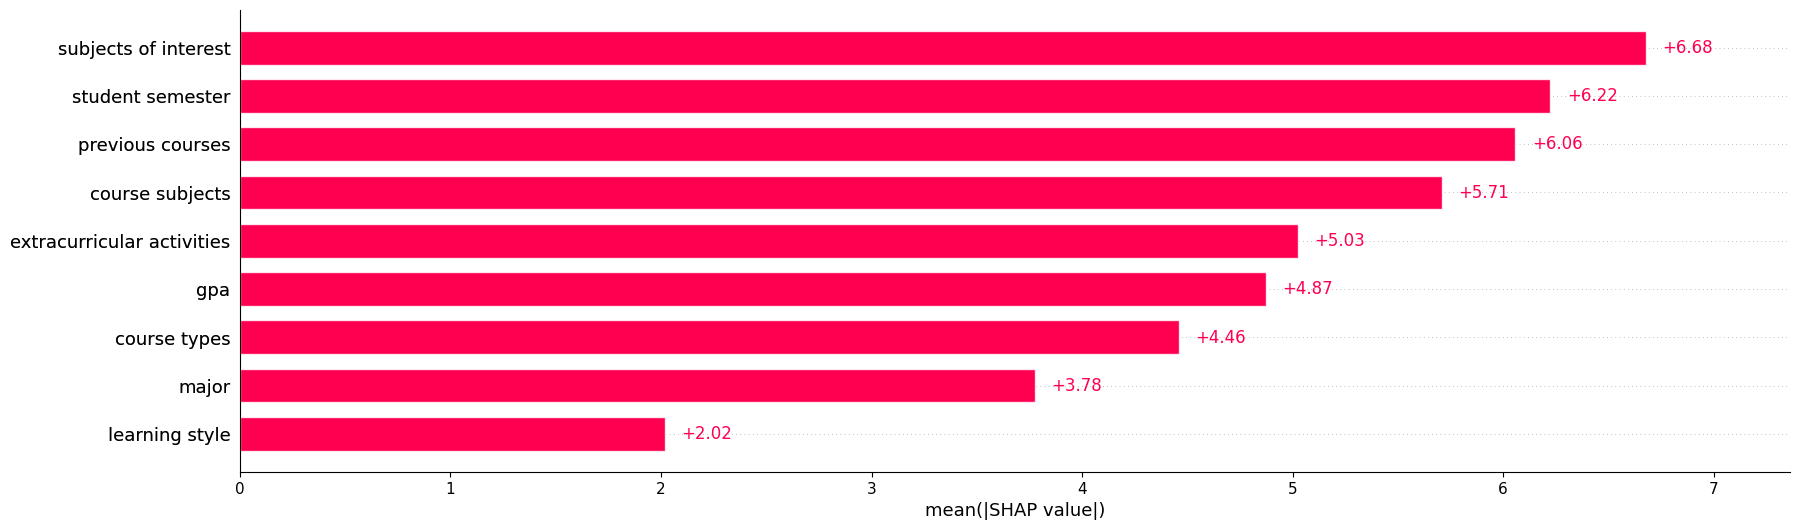 subjects of interest +6.68
student semester +6.22
previous courses +6.06
course subjects +5.71
extracurricular activities +5.03
gpa +4.87
course types +4.46
major +3.78
learning style +2.02
0 1 2 3 4 5 6 7
mean(|SHAP value|)